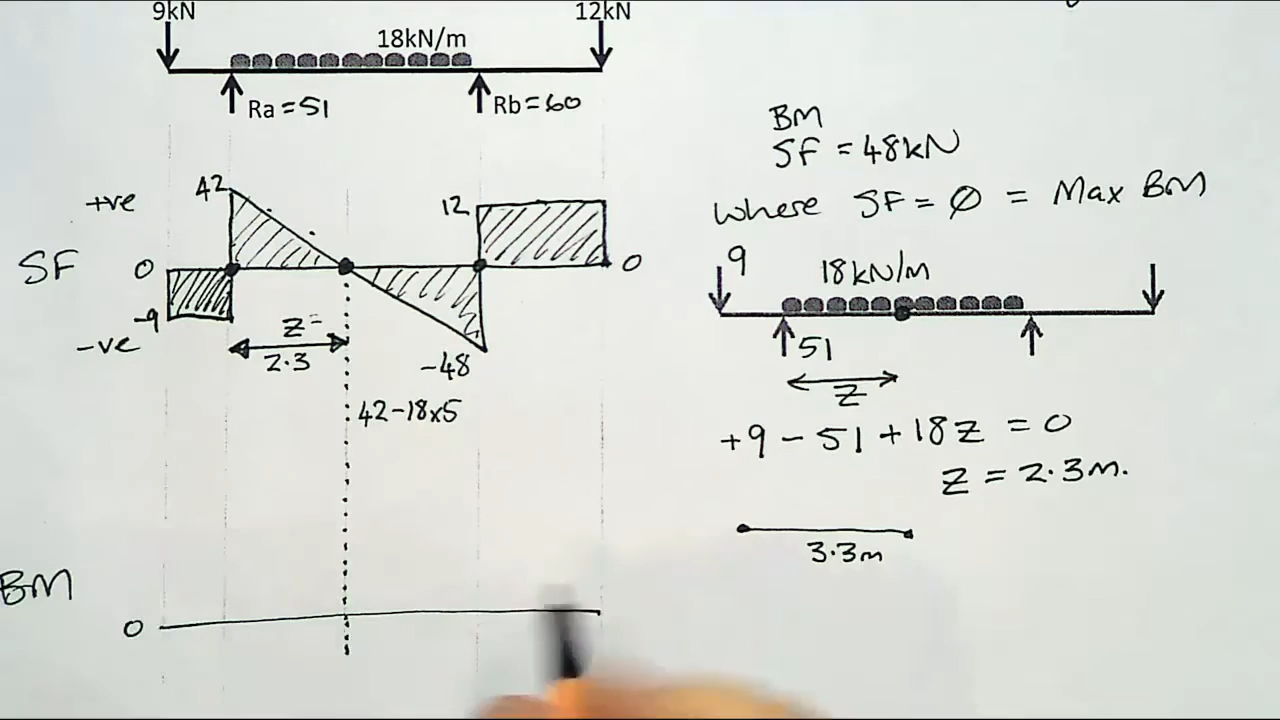 9kN
12kN
18kN/m
Ra = 51
Rb = 60
42
+ve
12
SF
0
0
-9
-ve
Z =
2.3
-48
42-18x5
BM
0
BM
SF = 48kN
Where SF = Ø = Max BM
9
18kN/m
51
Z
+9 - 51 + 18Z = 0
Z = 2.3m.
3.3m